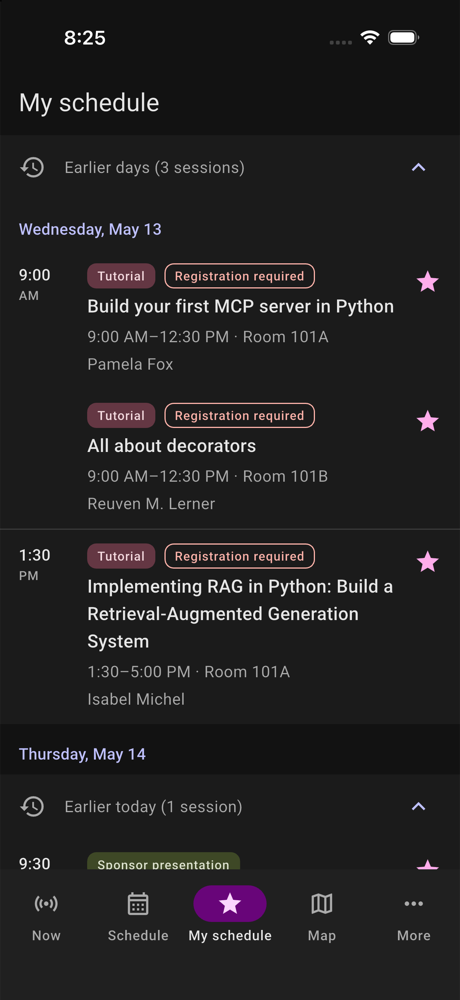 8:25
My schedule
Earlier days (3 sessions)
Wednesday, May 13
9:00
AM
Tutorial
Registration required
Build your first MCP server in Python
9:00 AM–12:30 PM · Room 101A
Pamela Fox
Tutorial
Registration required
All about decorators
9:00 AM–12:30 PM · Room 101B
Reuven M. Lerner
1:30
PM
Tutorial
Registration required
Implementing RAG in Python: Build a
Retrieval-Augmented Generation
System
1:30–5:00 PM · Room 101A
Isabel Michel
Thursday, May 14
Earlier today (1 session)
9:30
Sponsor presentation
Now
Schedule
My schedule
Map
More